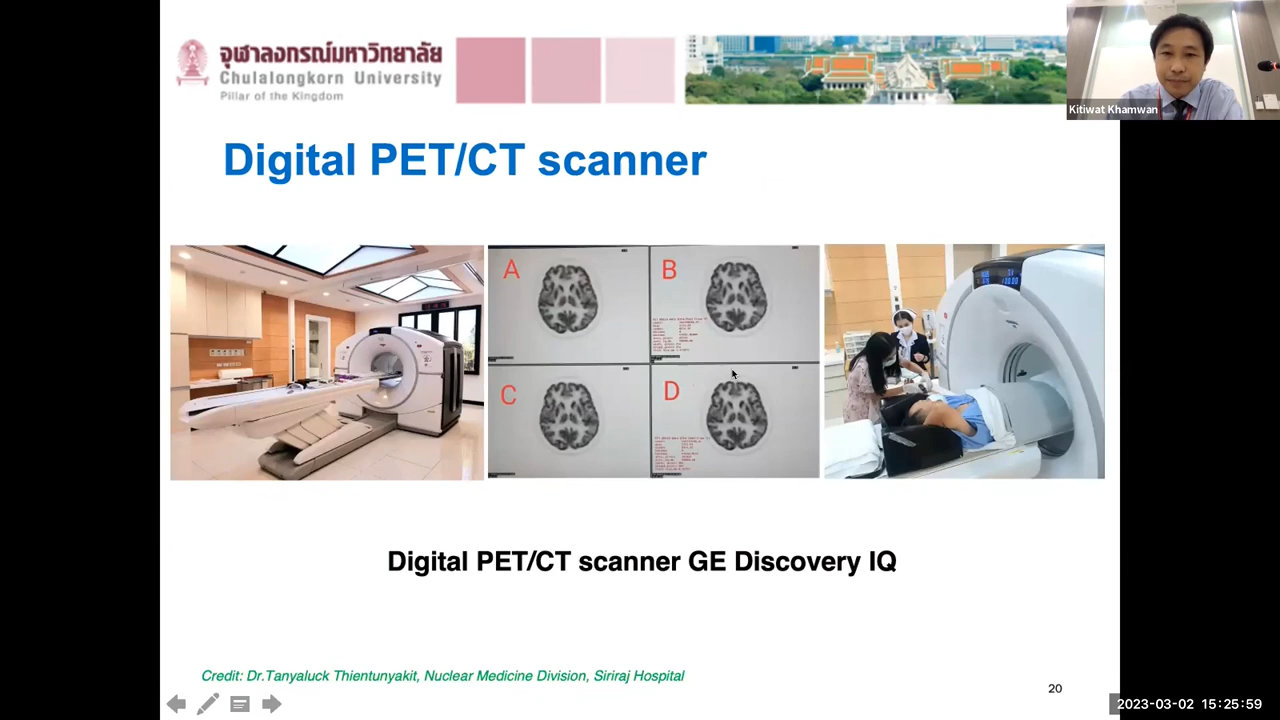 จุฬาลงกรณ์มหาวิทยาลัย
Chulalongkorn University
Pillar of the Kingdom
Kitiwat Khamwan
Digital PET/CT scanner
A
B
C
D
Digital PET/CT scanner GE Discovery IQ
Credit: Dr.Tanyaluck Thientunyakit, Nuclear Medicine Division, Siriraj Hospital
20
2023-03-02 15:25:59